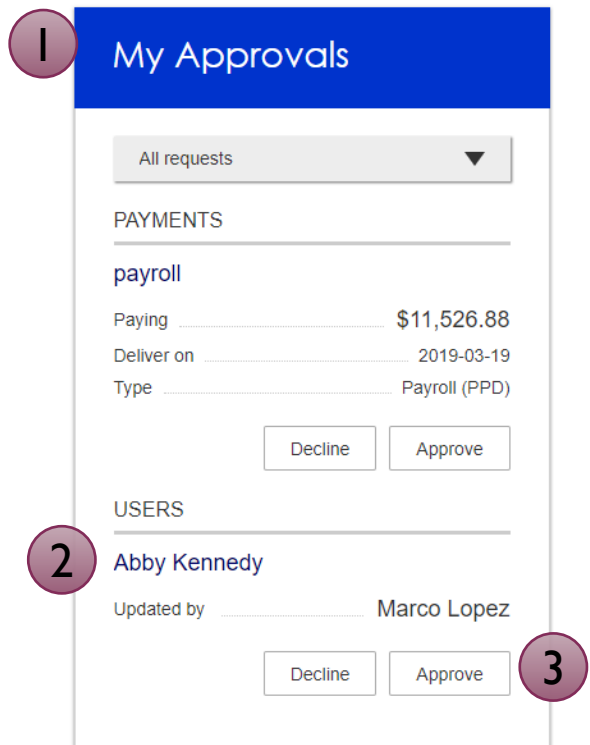 1 My Approvals
All requests
PAYMENTS
payroll
Paying $11,526.88
Deliver on 2019-03-19
Type Payroll (PPD)
Decline Approve
USERS
2 Abby Kennedy
Updated by Marco Lopez
Decline Approve 3